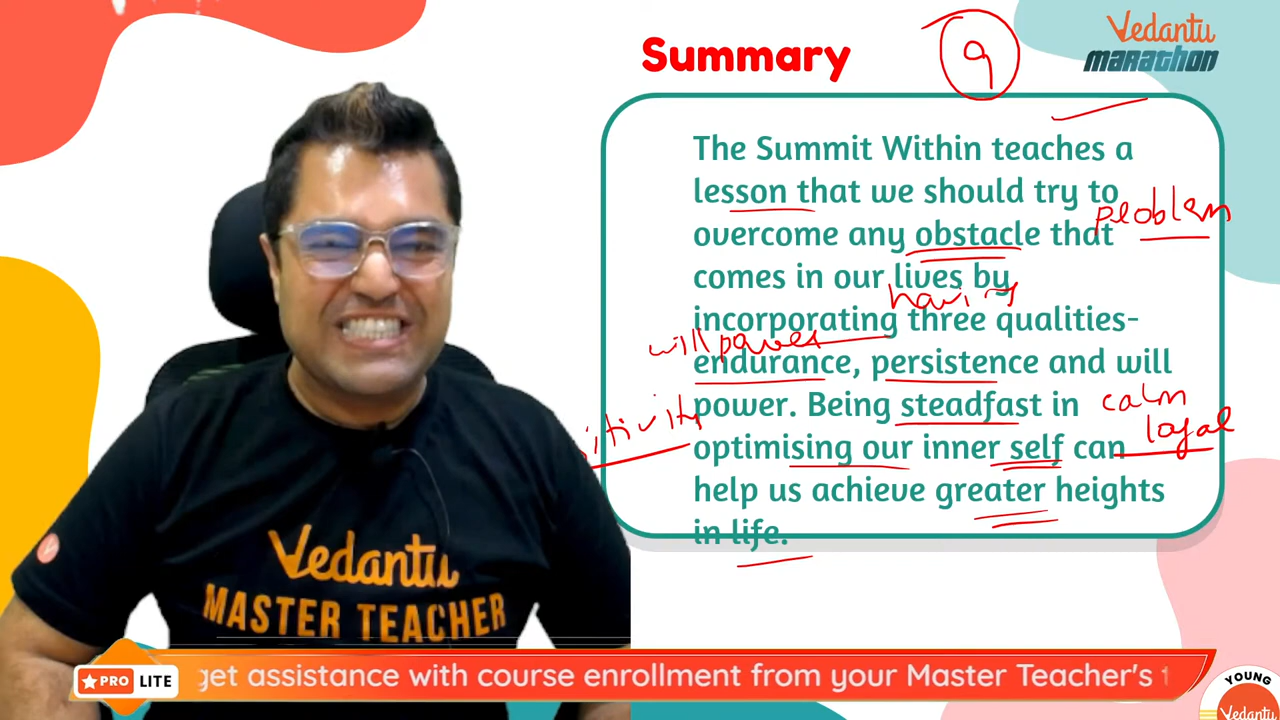 Summary
9
Vedantu
MARATHON
The Summit Within teaches a
lesson that we should try to
problem
overcome any obstacle that
comes in our lives by
having
incorporating three qualities-
will power
endurance, persistence and will
power. Being steadfast in
calm
loyal
optimising our inner self can
help us achieve greater heights
in life.
Vedantu
MASTER TEACHER
PRO LITE
get assistance with course enrollment from your Master Teacher's
YOUNG
Vedantu